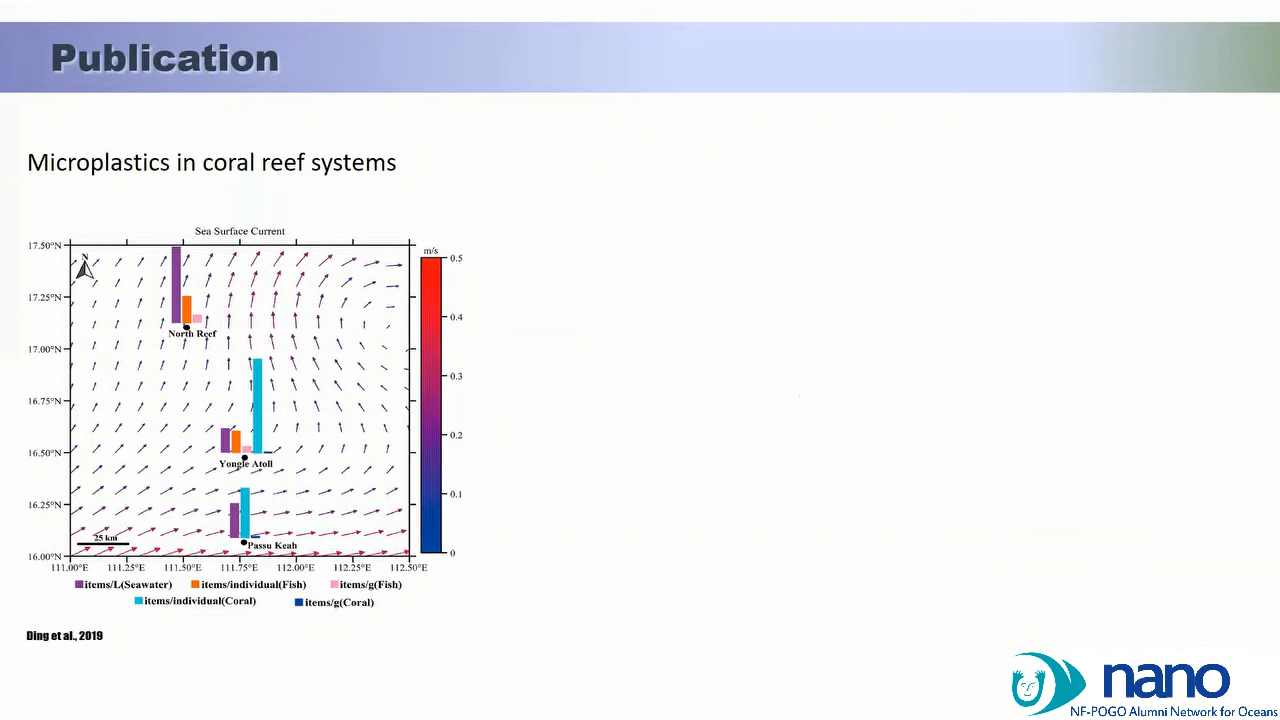 Publication
Microplastics in coral reef systems
Sea Surface Current
17.50°N
17.25°N
17.00°N
16.75°N
16.50°N
16.25°N
16.00°N
N
m/s
0.5
0.4
0.3
0.2
0.1
0
North Reef
Yongle Atoll
Passu Keah
25 km
111.00°E 111.25°E 111.50°E 111.75°E 112.00°E 112.25°E 112.50°E
items/L(Seawater) items/individual(Fish) items/g(Fish)
items/individual(Coral) items/g(Coral)
Ding et al., 2019
nano
NF-POGO Alumni Network for Oceans